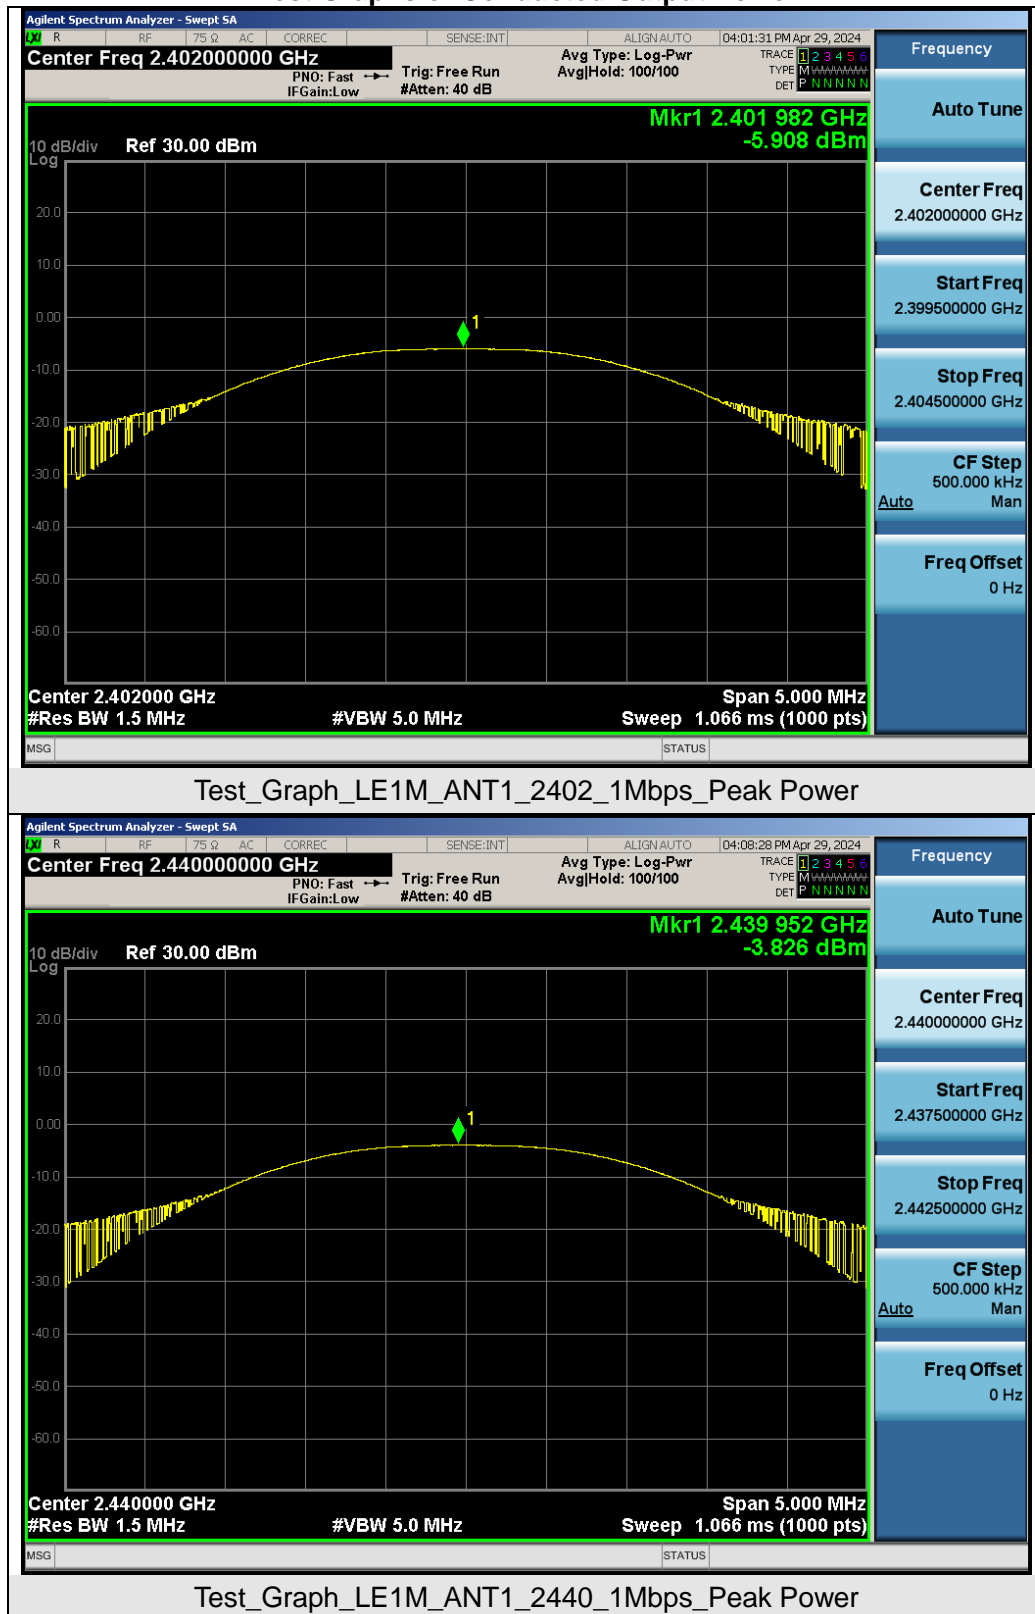 Agilent Spectrum Analyzer - Swept SA
LXI R RF 75 Ω AC CORREC SENSE:INT ALIGN AUTO 04:01:31 PM Apr 29, 2024
Center Freq 2.402000000 GHz
PNO: Fast
IFGain:Low
Trig: Free Run
#Atten: 40 dB
Avg Type: Log-Pwr
Avg|Hold: 100/100
TRACE 1 2 3 4 5 6
TYPE M
DET P N N N N N
Mkr1 2.401 982 GHz
-5.908 dBm
10 dB/div Ref 30.00 dBm
Log
20.0
10.0
0.00
-10.0
-20.0
-30.0
-40.0
-50.0
-60.0
1
Center 2.402000 GHz Span 5.000 MHz
#Res BW 1.5 MHz #VBW 5.0 MHz Sweep 1.066 ms (1000 pts)
MSG STATUS
Frequency
Auto Tune
Center Freq
2.402000000 GHz
Start Freq
2.399500000 GHz
Stop Freq
2.404500000 GHz
CF Step
500.000 kHz
Auto Man
Freq Offset
0 Hz
Test_Graph_LE1M_ANT1_2402_1Mbps_Peak Power
Agilent Spectrum Analyzer - Swept SA
LXI R RF 75 Ω AC CORREC SENSE:INT ALIGN AUTO 04:08:28 PM Apr 29, 2024
Center Freq 2.440000000 GHz
PNO: Fast
IFGain:Low
Trig: Free Run
#Atten: 40 dB
Avg Type: Log-Pwr
Avg|Hold: 100/100
TRACE 1 2 3 4 5 6
TYPE M
DET P N N N N N
Mkr1 2.439 952 GHz
-3.826 dBm
10 dB/div Ref 30.00 dBm
Log
20.0
10.0
0.00
-10.0
-20.0
-30.0
-40.0
-50.0
-60.0
1
Center 2.440000 GHz Span 5.000 MHz
#Res BW 1.5 MHz #VBW 5.0 MHz Sweep 1.066 ms (1000 pts)
MSG STATUS
Frequency
Auto Tune
Center Freq
2.440000000 GHz
Start Freq
2.437500000 GHz
Stop Freq
2.442500000 GHz
CF Step
500.000 kHz
Auto Man
Freq Offset
0 Hz
Test_Graph_LE1M_ANT1_2440_1Mbps_Peak Power